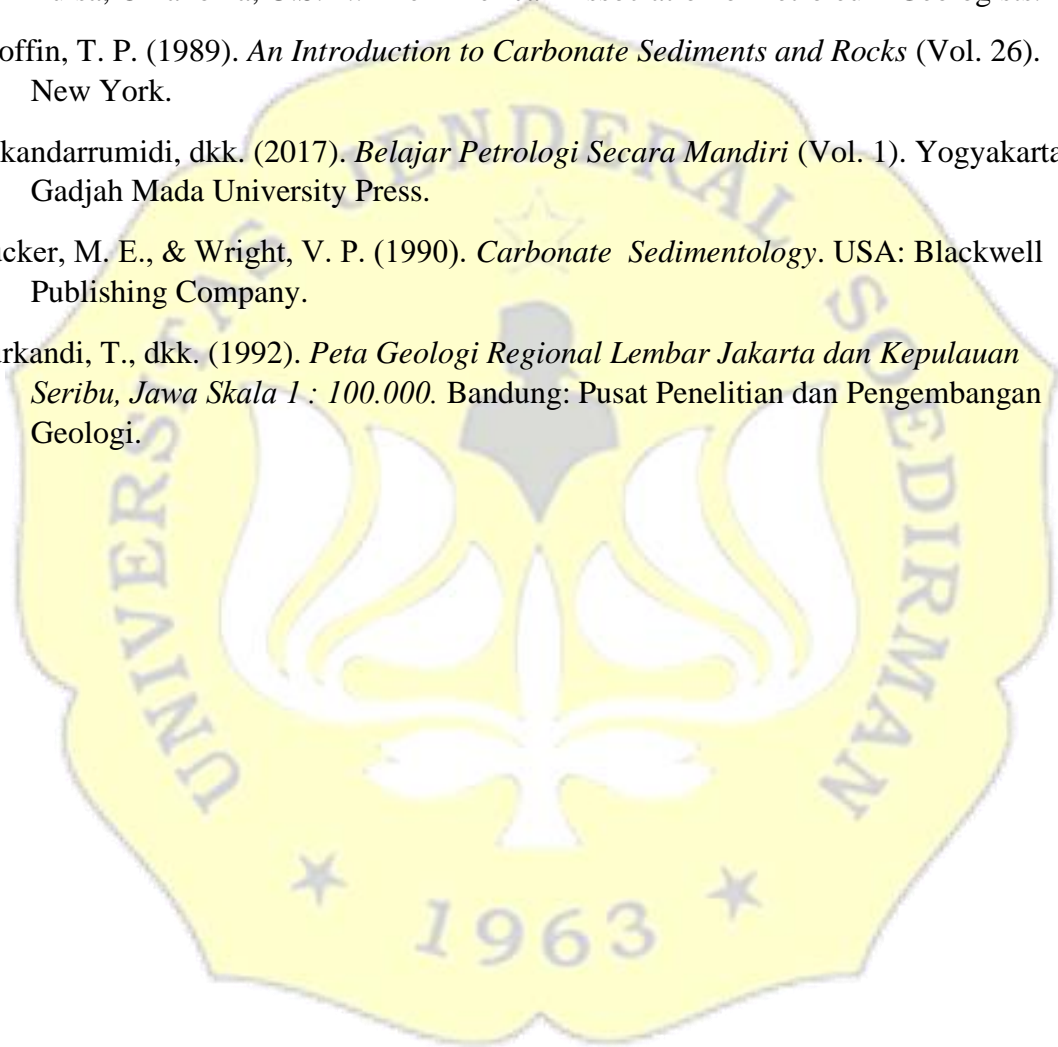 offin, T. P. (1989). An Introduction to Carbonate Sediments and Rocks (Vol. 26).
New York.
kandarrumidi, dkk. (2017). Belajar Petrologi Secara Mandiri (Vol. 1). Yogyakarta
Gadjah Mada University Press.
ucker, M. E., & Wright, V. P. (1990). Carbonate Sedimentology. USA: Blackwell
Publishing Company.
urkandi, T., dkk. (1992). Peta Geologi Regional Lembar Jakarta dan Kepulauan
Seribu, Jawa Skala 1 : 100.000. Bandung: Pusat Penelitian dan Pengembangan
Geologi.
UNIVERSITAS JENDERAL SOEDIRMAN
1963